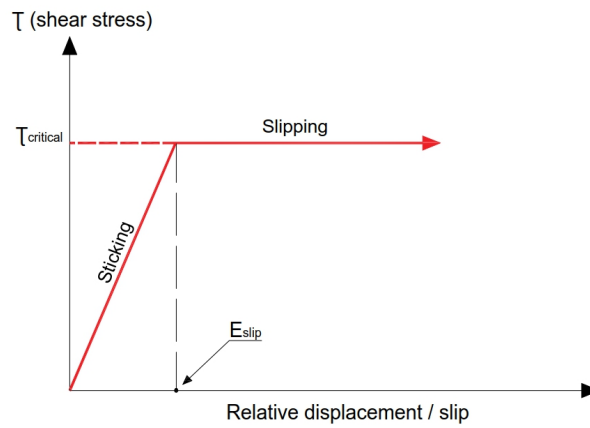 Ʈ (shear stress)
Slipping
Ʈcritical
Sticking
Eslip
Relative displacement / slip